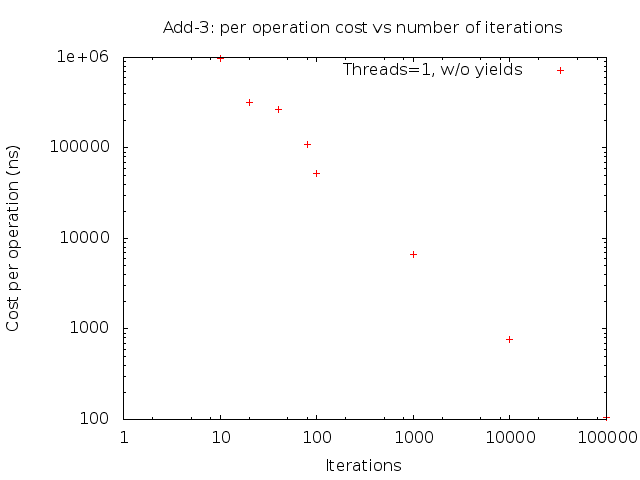 Add-3: per operation cost vs number of iterations
1e+06
Threads=1, w/o yields
100000
10000
1000
100
Cost per operation (ns)
1 10 100 1000 10000 100000
Iterations